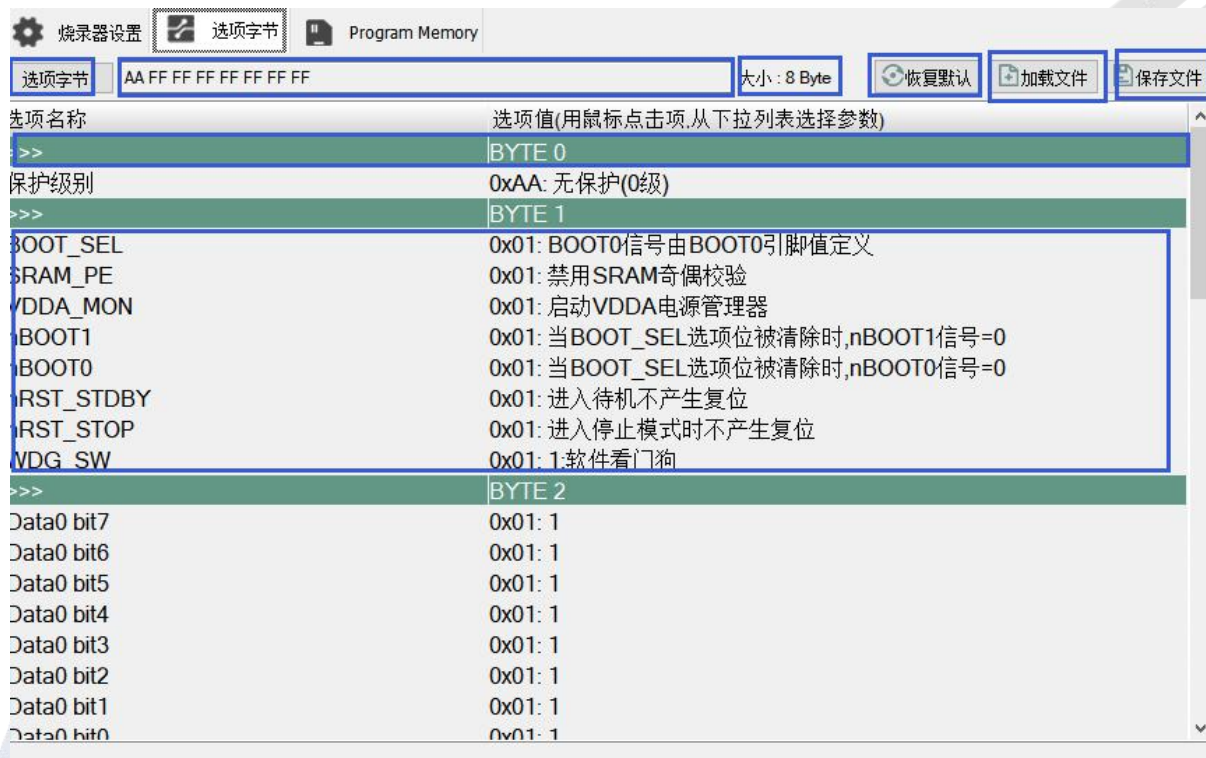 烧录器设置 选项字节 Program Memory
选项字节 AA FF FF FF FF FF FF FF 大小 : 8 Byte 恢复默认 加载文件 保存文件
选项名称 选项值(用鼠标点击项,从下拉列表选择参数)
>>> BYTE 0
保护级别 0xAA: 无保护(0级)
>>> BYTE 1
BOOT_SEL 0x01: BOOT0信号由BOOT0引脚值定义
SRAM_PE 0x01: 禁用SRAM奇偶校验
VDDA_MON 0x01: 启动VDDA电源管理器
nBOOT1 0x01: 当BOOT_SEL选项位被清除时,nBOOT1信号=0
nBOOT0 0x01: 当BOOT_SEL选项位被清除时,nBOOT0信号=0
nRST_STDBY 0x01: 进入待机不产生复位
nRST_STOP 0x01: 进入停止模式时不产生复位
WDG_SW 0x01: 1:软件看门狗
>>> BYTE 2
Data0 bit7 0x01: 1
Data0 bit6 0x01: 1
Data0 bit5 0x01: 1
Data0 bit4 0x01: 1
Data0 bit3 0x01: 1
Data0 bit2 0x01: 1
Data0 bit1 0x01: 1
Data0 bit0 0x01: 1